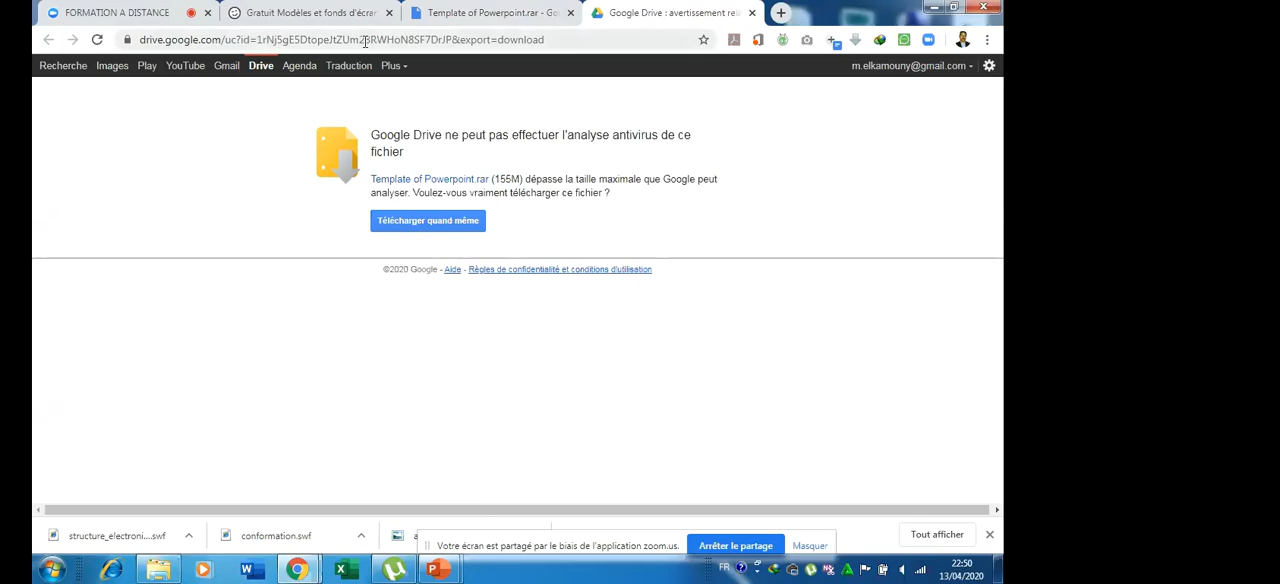 FORMATION A DISTANCE
Gratuit Modèles et fonds d'écran
Template of Powerpoint.rar - Go
Google Drive : avertissement rel
drive.google.com/uc?id=1rNj5gE5DtopeJtZUm23RWHoN8SF7DrJP&export=download
Recherche Images Play YouTube Gmail Drive Agenda Traduction Plus
m.elkamouny@gmail.com
Google Drive ne peut pas effectuer l'analyse antivirus de ce
fichier
Template of Powerpoint.rar (155M) dépasse la taille maximale que Google peut
analyser. Voulez-vous vraiment télécharger ce fichier ?
Télécharger quand même
©2020 Google - Aide - Règles de confidentialité et conditions d'utilisation
structure_electroni....swf
conformation.swf
a
Tout afficher
Votre écran est partagé par le biais de l'application zoom.us.
Arrêter le partage
Masquer
FR
22:50
13/04/2020